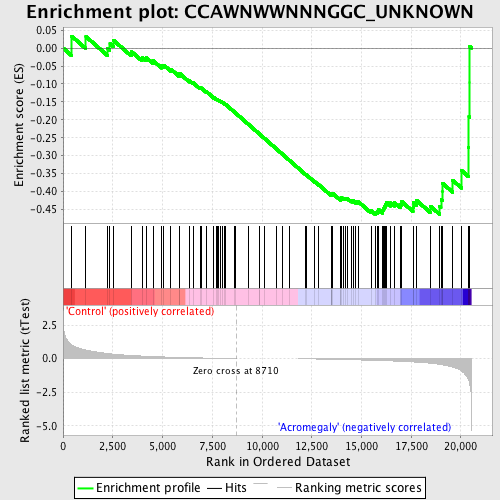 Enrichment plot: CCAWNWWNNNGGC_UNKNOWN
Enrichment score (ES)
0.05
0.00
-0.05
-0.10
-0.15
-0.20
-0.25
-0.30
-0.35
-0.40
-0.45
'Control' (positively correlated)
Ranked list metric (tTest)
2.5
0.0
-2.5
-5.0
Zero cross at 8710
'Acromegaly' (negatively correlated)
0
2,500
5,000
7,500
10,000
12,500
15,000
17,500
20,000
Rank in Ordered Dataset
Enrichment profile
Hits
Ranking metric scores